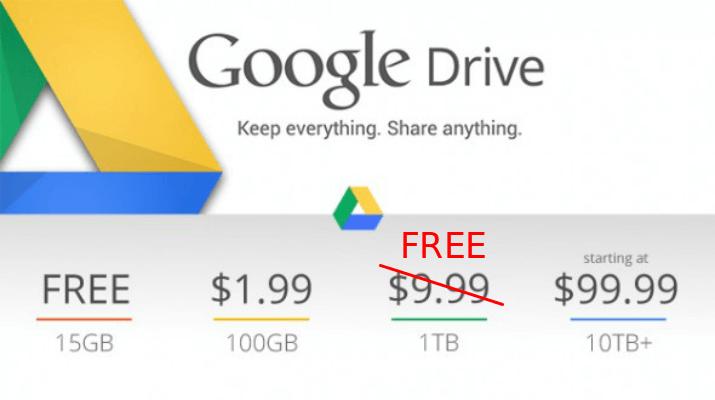 Google Drive
Keep everything. Share anything.
FREE
starting at
FREE $1.99 $9.99 $99.99
15GB 100GB 1TB 10TB+